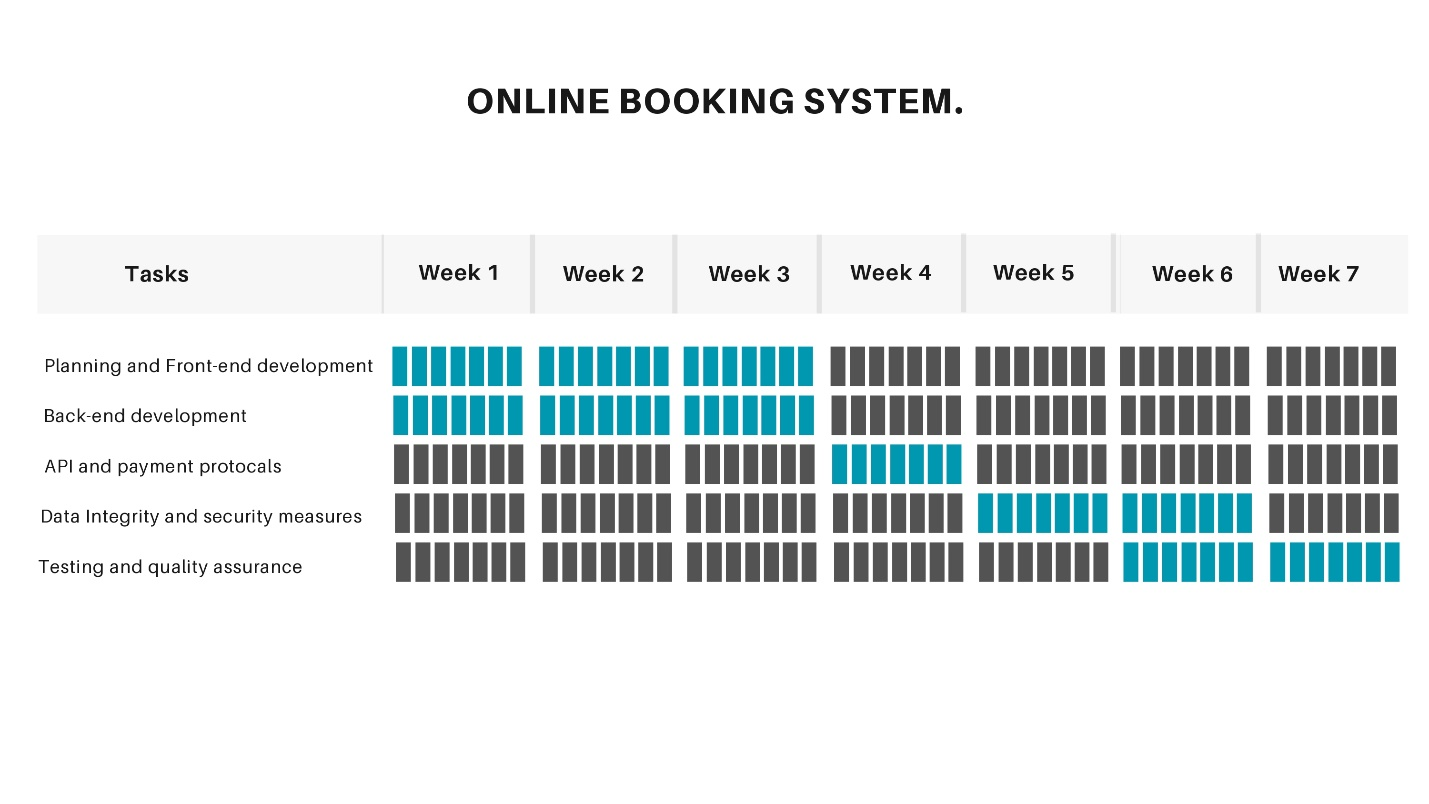 ONLINE BOOKING SYSTEM.
Tasks Week 1 Week 2 Week 3 Week 4 Week 5 Week 6 Week 7
Planning and Front-end development
Back-end development
API and payment protocals
Data Integrity and security measures
Testing and quality assurance